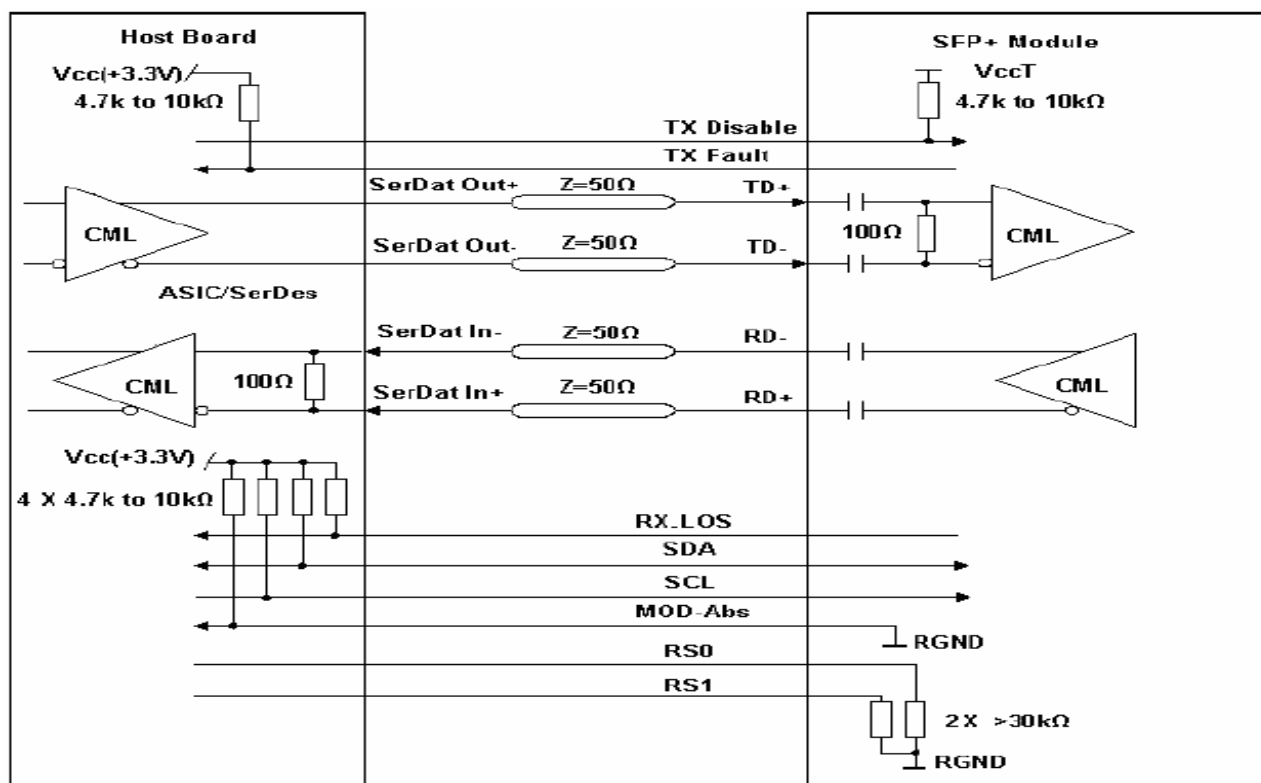 Host Board
SFP+ Module
Vcc(+3.3V)
4.7k to 10kΩ
VccT
4.7k to 10kΩ
TX Disable
TX Fault
SerDat Out+
Z=50Ω
TD+
CML
100Ω
CML
SerDat Out-
Z=50Ω
TD-
ASIC/SerDes
SerDat In-
Z=50Ω
RD-
CML
100Ω
CML
SerDat In+
Z=50Ω
RD+
Vcc(+3.3V)
4 X 4.7k to 10kΩ
RX_LOS
SDA
SCL
MOD-Abs
RGND
RS0
RS1
2X >30kΩ
RGND